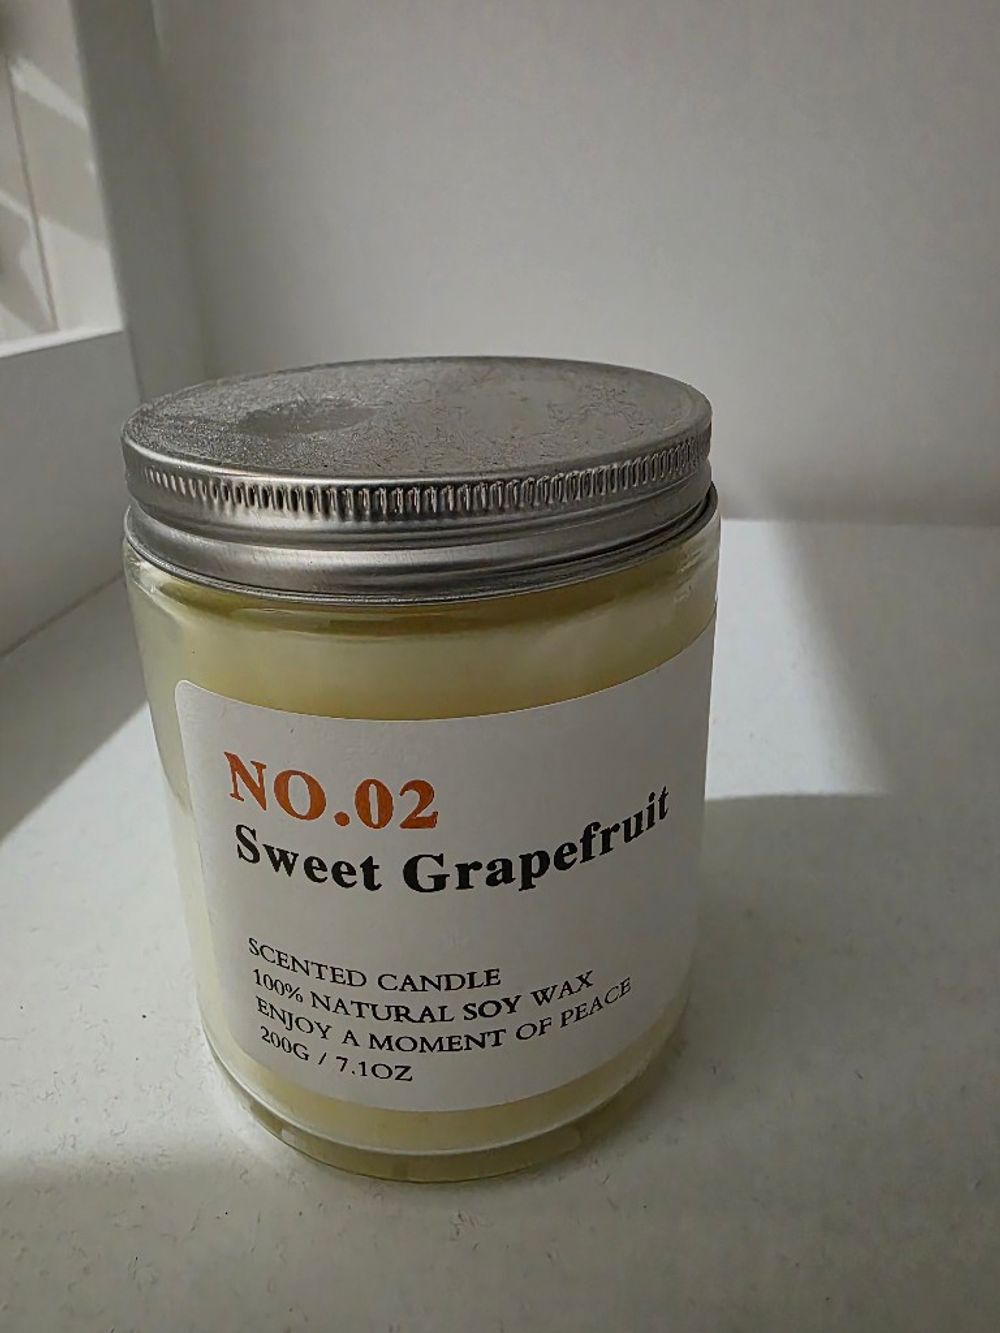 NO.02
Sweet Grapefruit
SCENTED CANDLE
100% NATURAL SOY WAX
ENJOY A MOMENT OF PEACE
200G / 7.1OZ